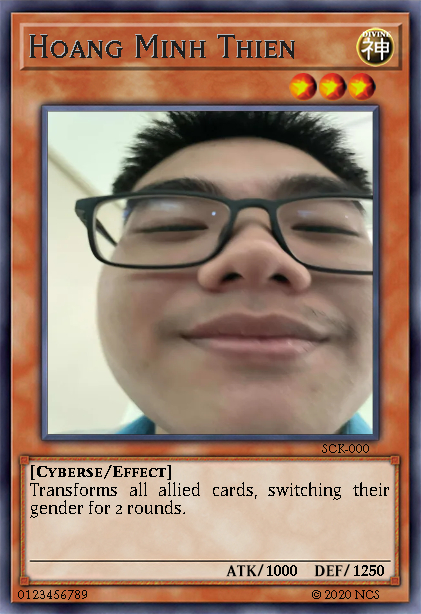 Hoang Minh Thien
DIVINE
神
SCK-000
[Cyberse/Effect]
Transforms all allied cards, switching their
gender for 2 rounds.
ATK/1000 DEF/1250
0123456789 © 2020 NCS